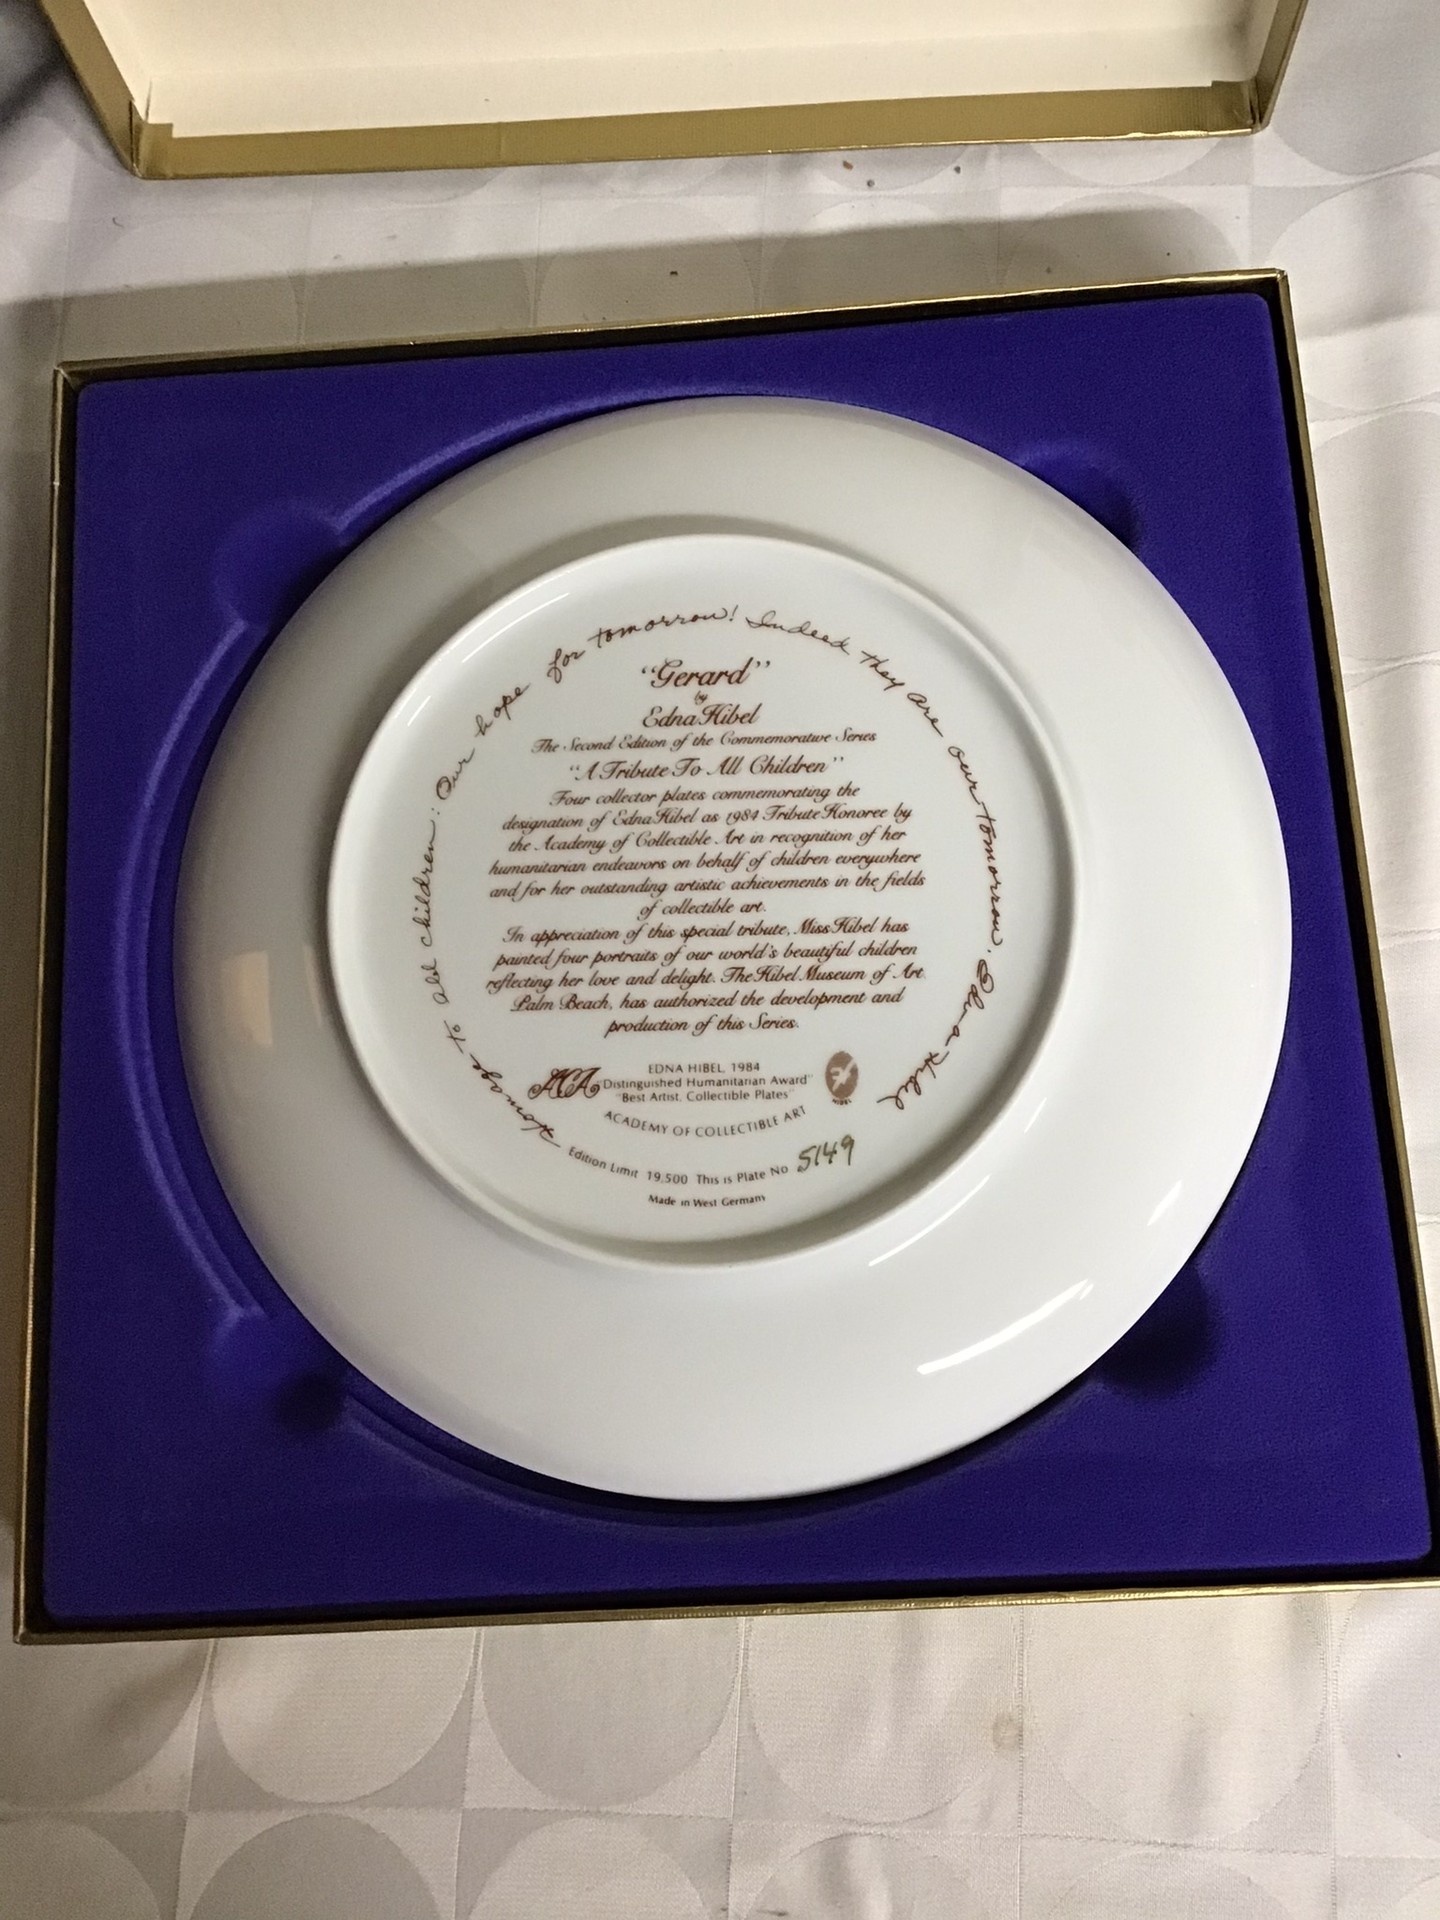 Homage to all children: Our hope for tomorrow! Indeed they are our tomorrow. Edna Hibel
“Gerard”
by
Edna Hibel
The Second Edition of the Commemorative Series
“A Tribute To All Children”
Four collector plates commemorating the
designation of Edna Hibel as 1984 Tribute Honoree by
the Academy of Collectible Art in recognition of her
humanitarian endeavors on behalf of children everywhere
and for her outstanding artistic achievements in the fields
of collectible art.
In appreciation of this special tribute, Miss Hibel has
painted four portraits of our world's beautiful children
reflecting her love and delight. The Hibel Museum of Art
Palm Beach, has authorized the development and
production of this Series.
ACA
EDNA HIBEL, 1984
"Distinguished Humanitarian Award"
"Best Artist, Collectible Plates"
ACADEMY OF COLLECTIBLE ART
HIBEL
Edition Limit 19,500 This is Plate No 5149
Made in West Germany